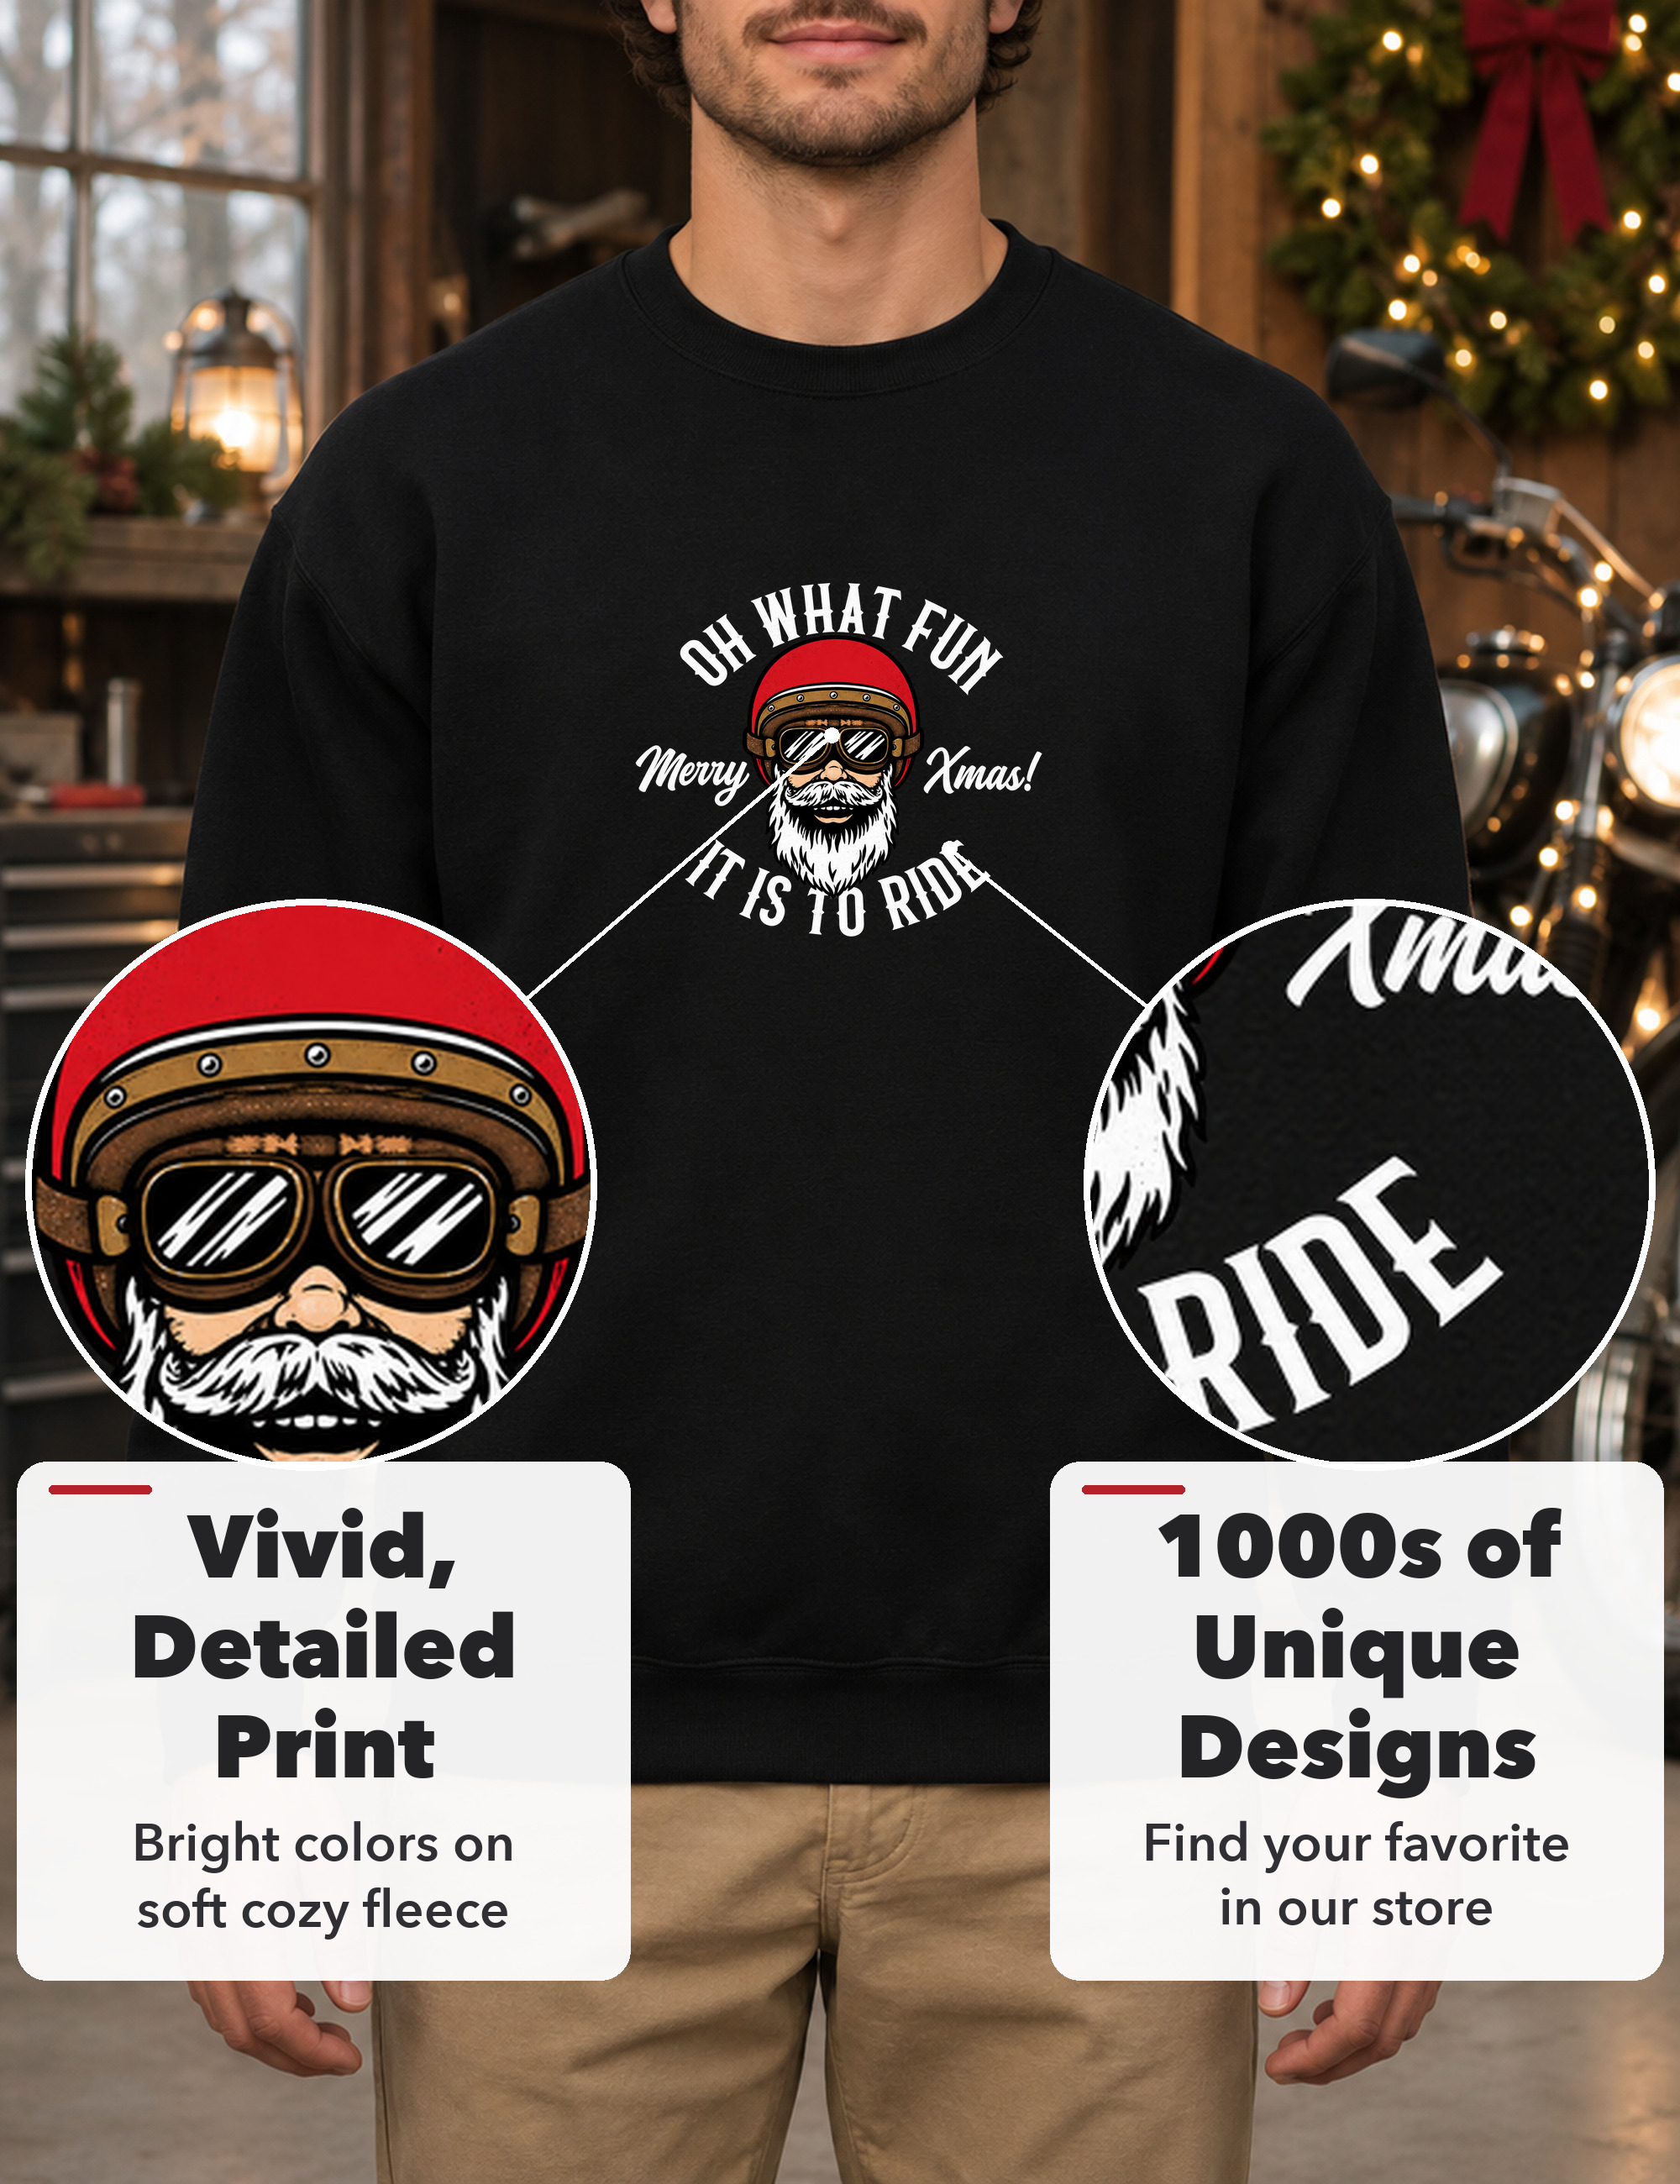 OH WHAT FUN
Merry Xmas!
IT IS TO RIDE
Xma
RIDE
Vivid,
Detailed
Print
Bright colors on
soft cozy fleece
1000s of
Unique
Designs
Find your favorite
in our store